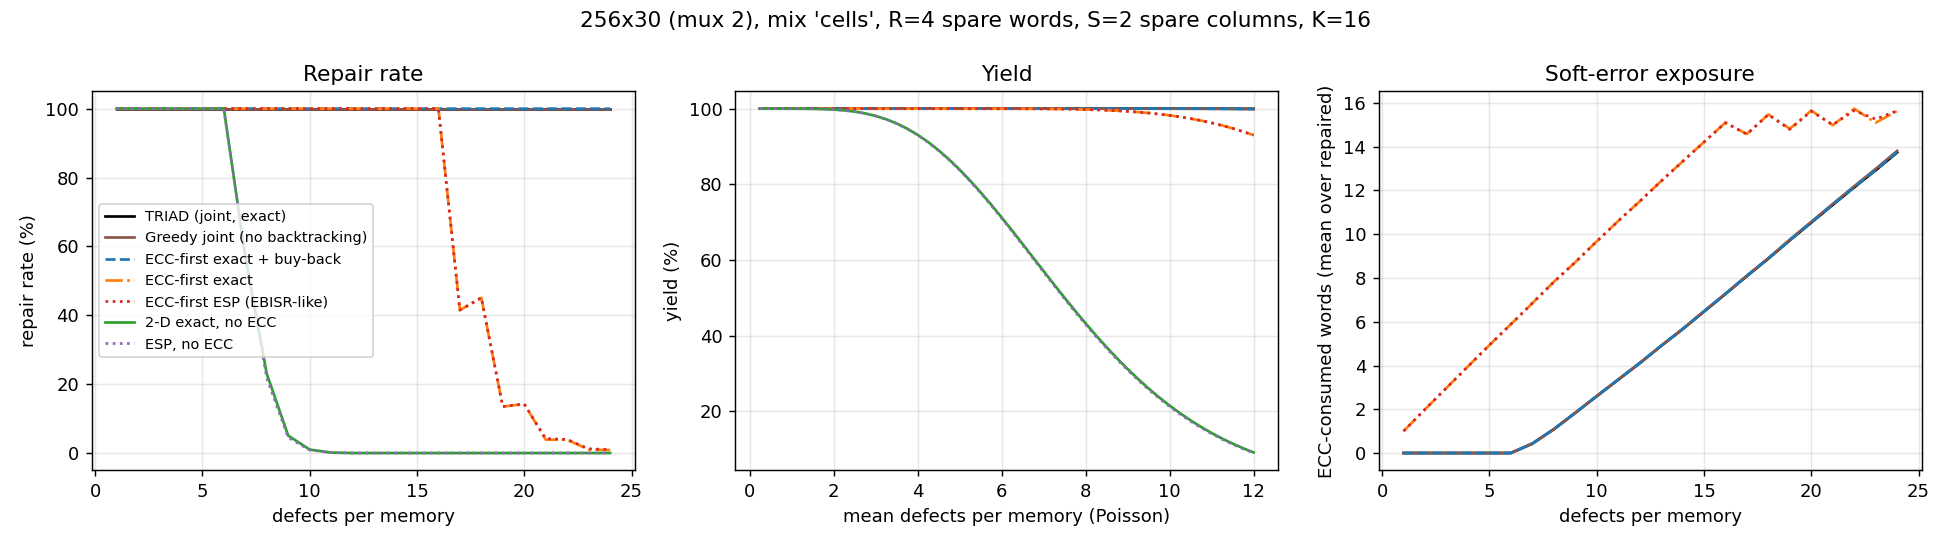 256x30 (mux 2), mix 'cells', R=4 spare words, S=2 spare columns, K=16
Repair rate
repair rate (%)
100
80
60
40
20
0
TRIAD (joint, exact)
Greedy joint (no backtracking)
ECC-first exact + buy-back
ECC-first exact
ECC-first ESP (EBISR-like)
2-D exact, no ECC
ESP, no ECC
0 5 10 15 20 25
defects per memory
Yield
yield (%)
100
80
60
40
20
0 2 4 6 8 10 12
mean defects per memory (Poisson)
Soft-error exposure
ECC-consumed words (mean over repaired)
16
14
12
10
8
6
4
2
0
0 5 10 15 20 25
defects per memory